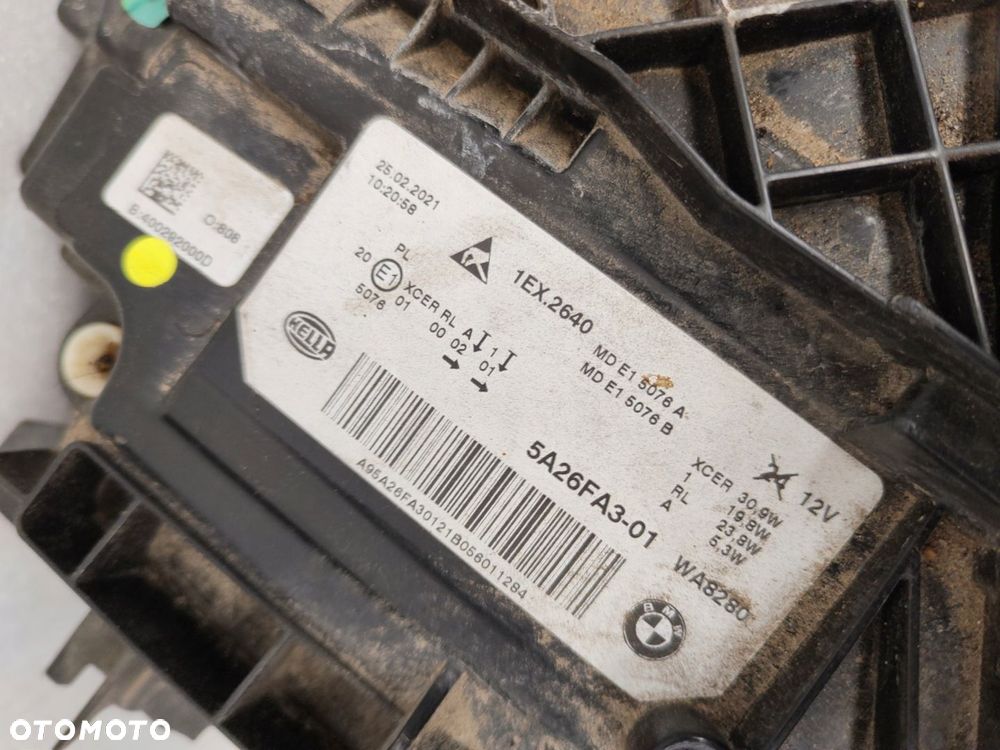 O:808
B:400292000D
25.02.2021
10:20:58
1EX.2640
MD E1 5076 A
MD E1 5076 B
PL
20 E1 XCER RL A 1
01 00 02 01
5076
HELLA
5A26FA3-01
A95A26FA30121B056011284
12V
XCER 30,9W
1 19,8W
RL 23,8W
A 5,3W
WA8280
BMW
OTOMOTO